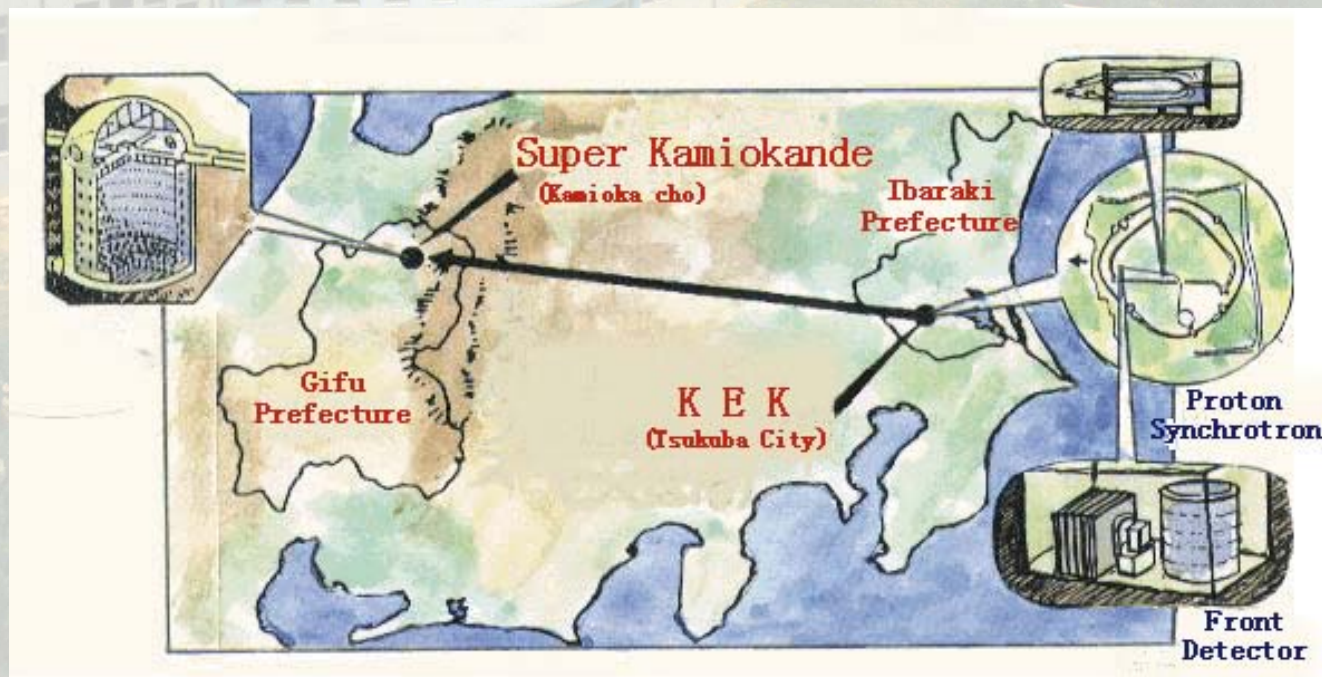 Super Kamiokande
(Kamioka cho)
Ibaraki
Prefecture
Gifu
Prefecture
K E K
(Tsukuba City)
Proton
Synchrotron
Front
Detector